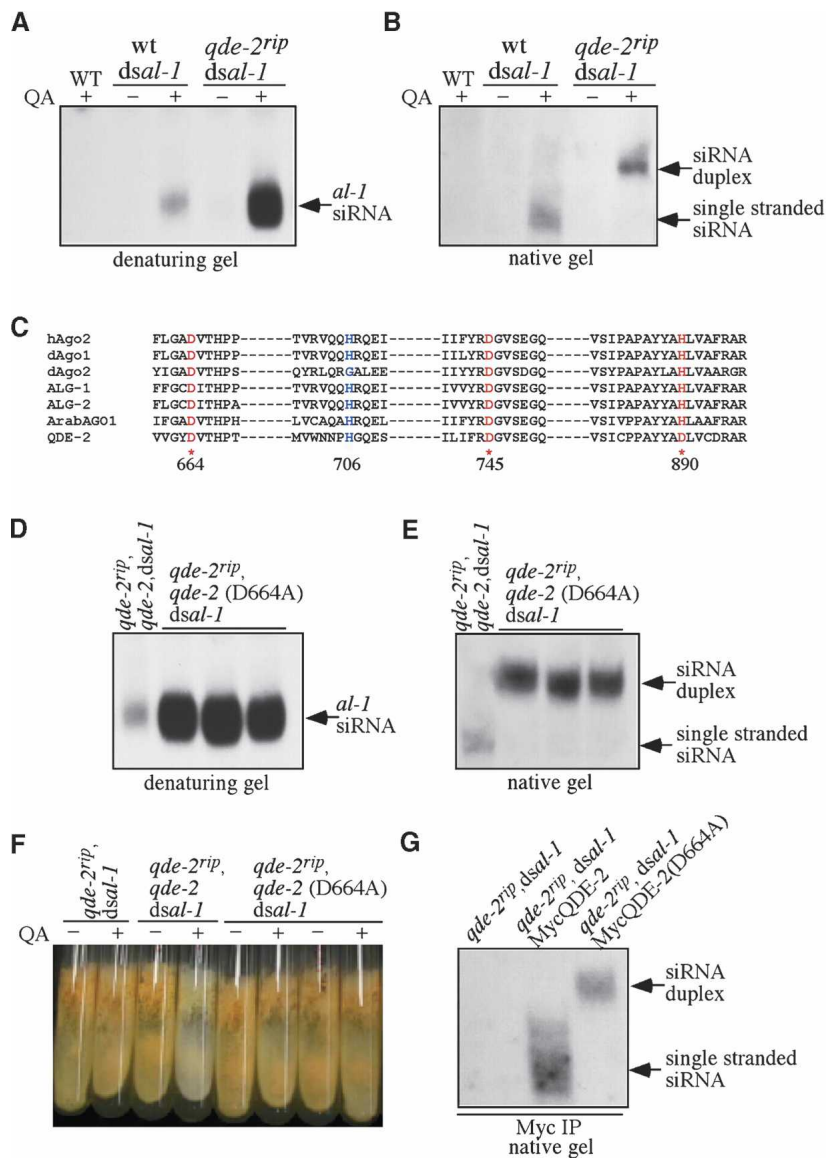 A
wt qde-2rip
WT dsal-1 dsal-1
QA + − + − +
al-1
siRNA
denaturing gel
B
wt qde-2rip
WT dsal-1 dsal-1
QA + − + − +
siRNA
duplex
single stranded
siRNA
native gel
C
hAgo2 FLGADVTHPP------TVRVQQHRQEI------IIFYRDGVSEGQ-----VSIPAPAYYAHLVAFRAR
dAgo1 FLGADVTHPP------TVRVQQHRQEI------IIFYRDGVSEGQ-----VSIPAPAYYAHLVAFRAR
dAgo2 YIGADVTHPS------QYRLQRGALEE------IIYYRDGVSDGQ-----VSYPAPAYLAHLVAARGR
ALG-1 FFGCDITHPP------TVRVQQHRQEI------IVVYRDGVSEGQ-----VSIPAPAYYAHLVAFRAR
ALG-2 FLGCDITHPA------TVRVQQHRQEI------IVVYRDGVSEGQ-----VSIPAPAYYAHLVAFRAR
ArabAGO1 IFGADVTHPH------LVCAQAHRQEL------IIFYRDGVSEGQ-----VSIVPPAYYAHLAAFRAR
QDE-2 VVGYDVTHPT------MVWNNPHGQES------LILFRDGVSEGQ-----VSICPPAYYADLVCDRAR
* * *
664 706 745 890
D
qde-2rip,
qde-2,dsal-1
qde-2rip,
qde-2 (D664A)
dsal-1
al-1
siRNA
denaturing gel
E
qde-2rip,
qde-2,dsal-1
qde-2rip,
qde-2 (D664A)
dsal-1
siRNA
duplex
single stranded
siRNA
native gel
F
qde-2rip,
dsal-1
qde-2rip,
qde-2
dsal-1
qde-2rip,
qde-2 (D664A)
dsal-1
QA − + − + − + − +
G
qde-2rip,dsal-1
qde-2rip, dsal-1
MycQDE-2
qde-2rip, dsal-1
MycQDE-2(D664A)
siRNA
duplex
single stranded
siRNA
Myc IP
native gel